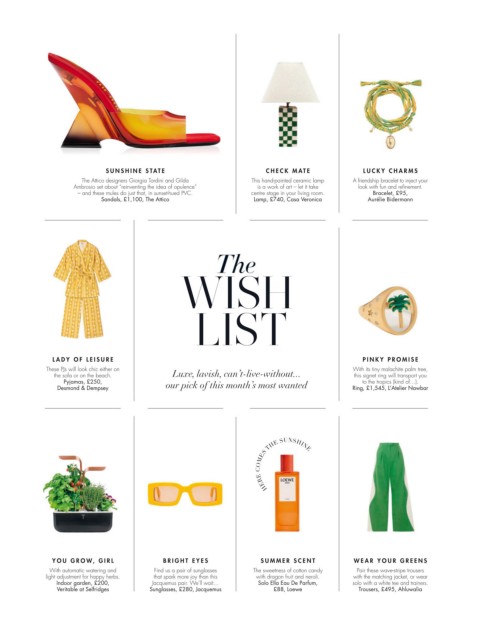 SUNSHINE STATE
The Attico designers Giorgia Tordini and Gilda
Ambrosio set about "reinventing the idea of opulence"
– and these mules do just that, in sunset-hued PVC.
Sandals, £1,100, The Attico
CHECK MATE
This handpainted ceramic lamp
is a work of art – let it take
centre stage in your living room.
Lamp, £740, Casa Veronica
LUCKY CHARMS
A friendship bracelet to inject your
look with fun and refinement.
Bracelet, £95,
Aurélie Bidermann
LADY OF LEISURE
These PJs will look chic either on
the sofa or on the beach.
Pyjamas, £250,
Desmond & Dempsey
The
WISH
LIST
Luxe, lavish, can't-live-without...
our pick of this month's most wanted
PINKY PROMISE
With its tiny malachite palm tree,
this signet ring will transport you
to the tropics (kind of...).
Ring, £1,545, L'Atelier Nawbar
YOU GROW, GIRL
With automatic watering and
light adjustment for happy herbs.
Indoor garden, £200,
Veritable at Selfridges
BRIGHT EYES
Find us a pair of sunglasses
that spark more joy than this
Jacquemus pair. We'll wait...
Sunglasses, £280, Jacquemus
HERE COMES THE SUNSHINE
LOEWE
SUMMER SCENT
The sweetness of cotton candy
with dragon fruit and neroli.
Solo Ella Eau De Parfum,
£88, Loewe
WEAR YOUR GREENS
Pair these wave-stripe trousers
with the matching jacket, or wear
solo with a white tee and trainers.
Trousers, £495, Ahluwalia